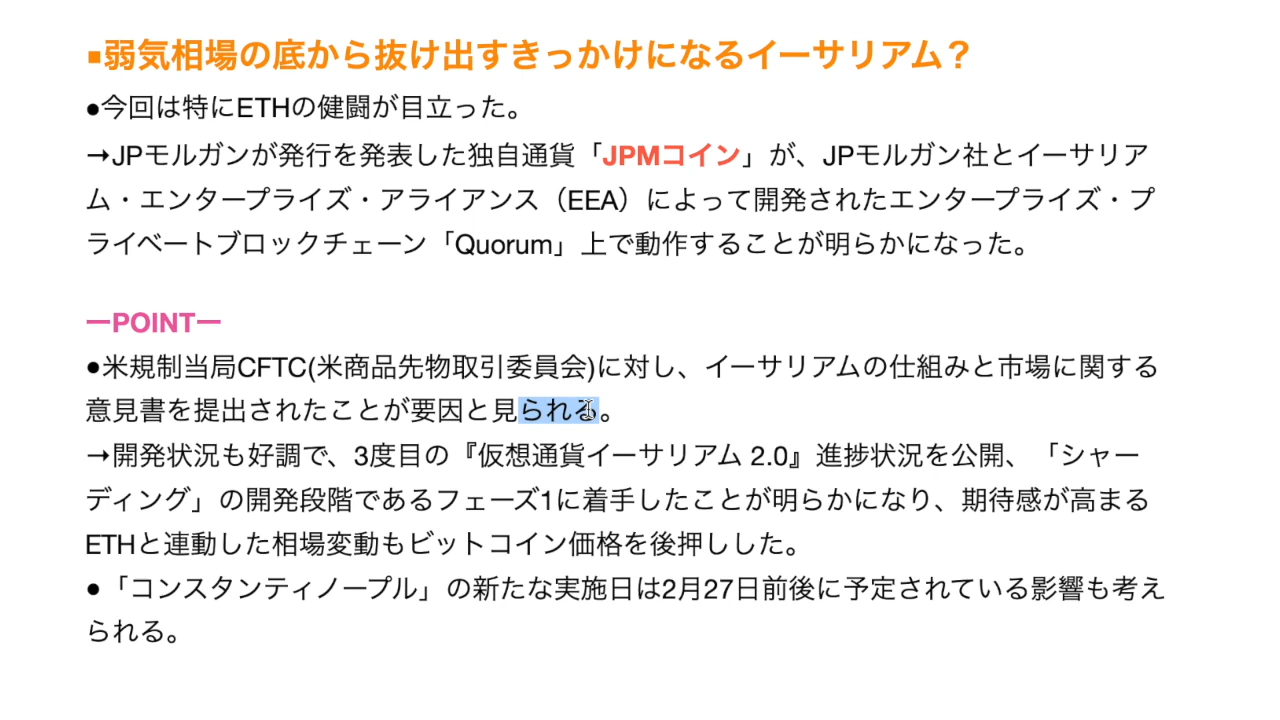 ▪弱気相場の底から抜け出すきっかけになるイーサリアム？
●今回は特にETHの健闘が目立った。
→JPモルガンが発行を発表した独自通貨「JPMコイン」が、JPモルガン社とイーサリア
ム・エンタープライズ・アライアンス（EEA）によって開発されたエンタープライズ・プ
ライベートブロックチェーン「Quorum」上で動作することが明らかになった。
ーPOINTー
●米規制当局CFTC(米商品先物取引委員会)に対し、イーサリアムの仕組みと市場に関する
意見書を提出されたことが要因と見られる。
→開発状況も好調で、3度目の『仮想通貨イーサリアム 2.0』進捗状況を公開、「シャー
ディング」の開発段階であるフェーズ1に着手したことが明らかになり、期待感が高まる
ETHと連動した相場変動もビットコイン価格を後押しした。
●「コンスタンティノープル」の新たな実施日は2月27日前後に予定されている影響も考え
られる。